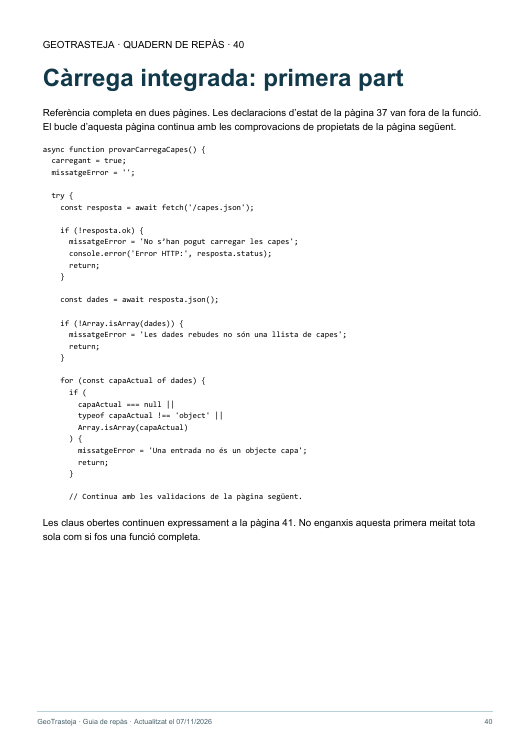 GEOTRASTEJA · QUADERN DE REPÀS · 40
Càrrega integrada: primera part
Referència completa en dues pàgines. Les declaracions d’estat de la pàgina 37 van fora de la funció.
El bucle d’aquesta pàgina continua amb les comprovacions de propietats de la pàgina següent.
async function provarCarregaCapes() {
  carregant = true;
  missatgeError = '';

  try {
    const resposta = await fetch('/capes.json');

    if (!resposta.ok) {
      missatgeError = 'No s’han pogut carregar les capes';
      console.error('Error HTTP:', resposta.status);
      return;
    }

    const dades = await resposta.json();

    if (!Array.isArray(dades)) {
      missatgeError = 'Les dades rebudes no són una llista de capes';
      return;
    }

    for (const capaActual of dades) {
      if (
        capaActual === null ||
        typeof capaActual !== 'object' ||
        Array.isArray(capaActual)
      ) {
        missatgeError = 'Una entrada no és un objecte capa';
        return;
      }

      // Continua amb les validacions de la pàgina següent.
Les claus obertes continuen expressament a la pàgina 41. No enganxis aquesta primera meitat tota
sola com si fos una funció completa.
GeoTrasteja · Guia de repàs · Actualitzat el 07/11/2026
40